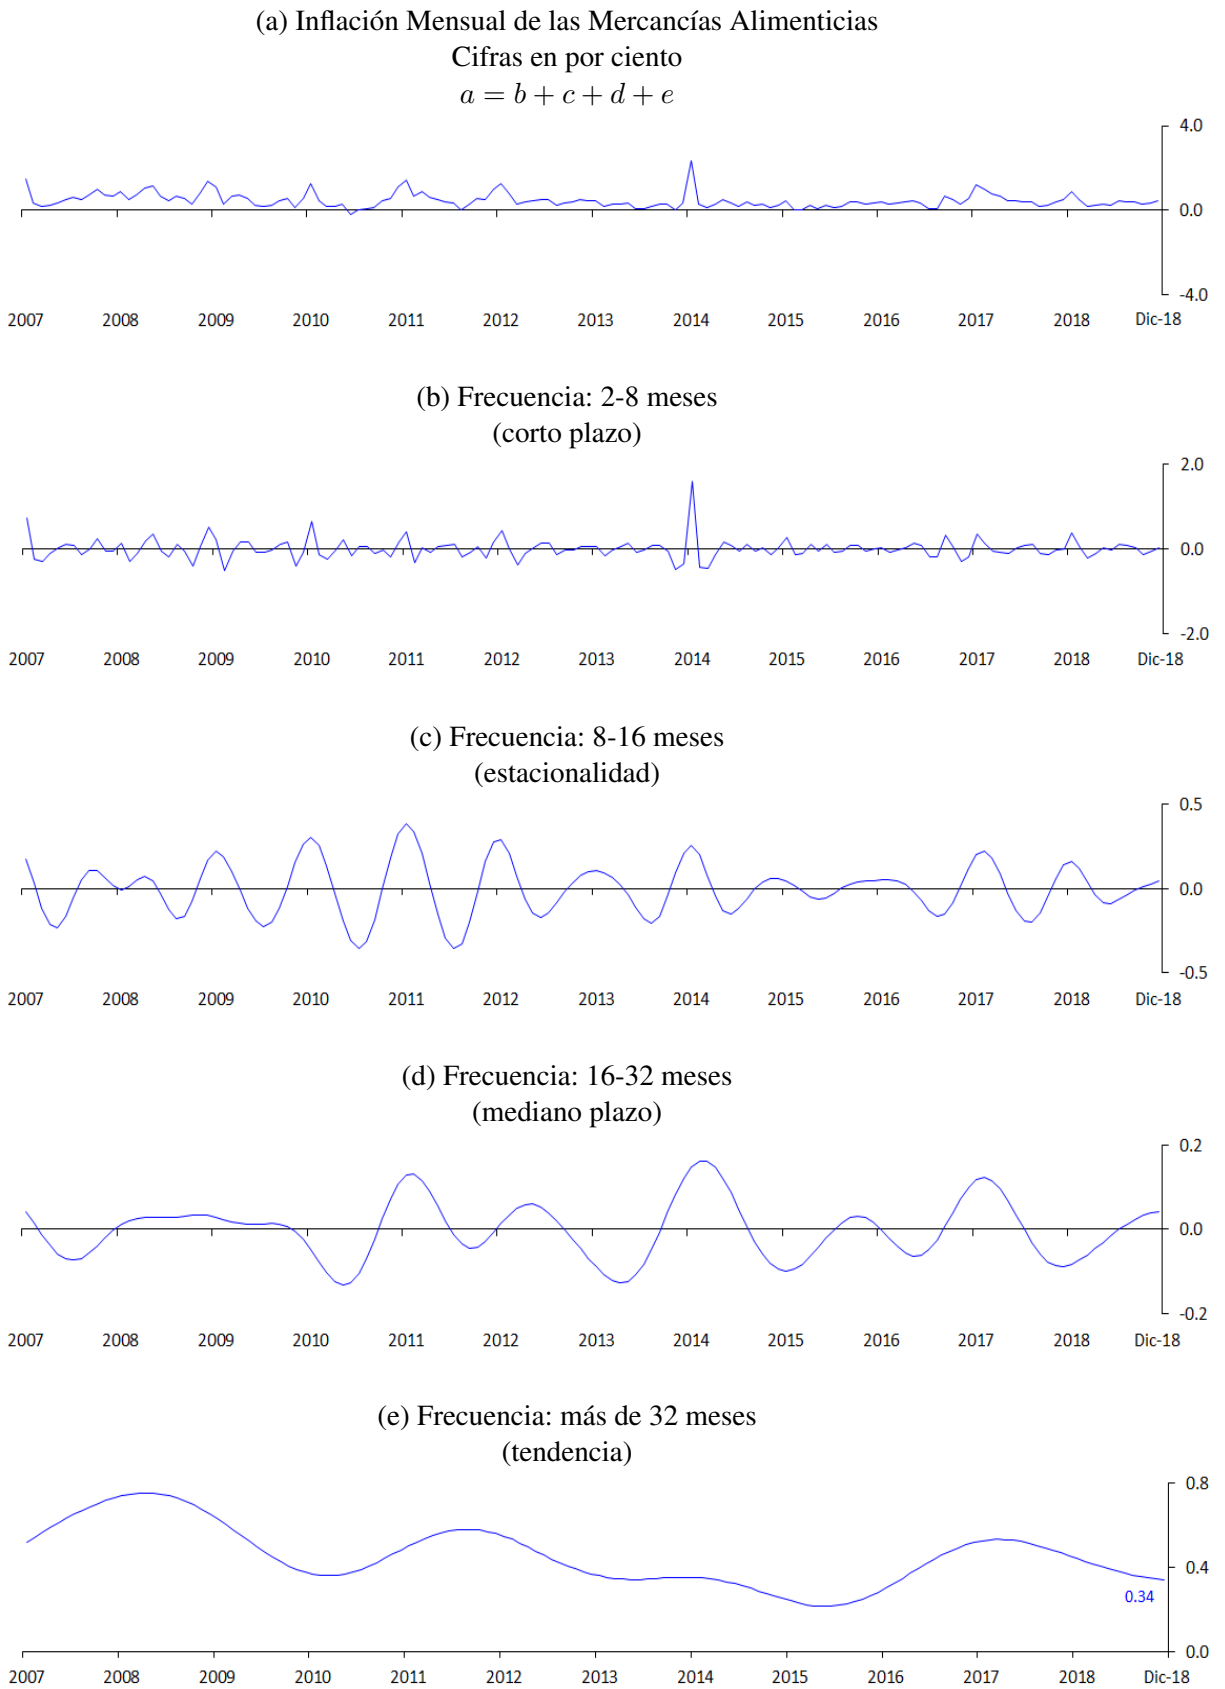 (a) Inflación Mensual de las Mercancías Alimenticias
Cifras en por ciento
a = b + c + d + e
4.0
0.0
-4.0
2007 2008 2009 2010 2011 2012 2013 2014 2015 2016 2017 2018 Dic-18
(b) Frecuencia: 2-8 meses
(corto plazo)
2.0
0.0
-2.0
2007 2008 2009 2010 2011 2012 2013 2014 2015 2016 2017 2018 Dic-18
(c) Frecuencia: 8-16 meses
(estacionalidad)
0.5
0.0
-0.5
2007 2008 2009 2010 2011 2012 2013 2014 2015 2016 2017 2018 Dic-18
(d) Frecuencia: 16-32 meses
(mediano plazo)
0.2
0.0
-0.2
2007 2008 2009 2010 2011 2012 2013 2014 2015 2016 2017 2018 Dic-18
(e) Frecuencia: más de 32 meses
(tendencia)
0.8
0.4
0.34
0.0
2007 2008 2009 2010 2011 2012 2013 2014 2015 2016 2017 2018 Dic-18